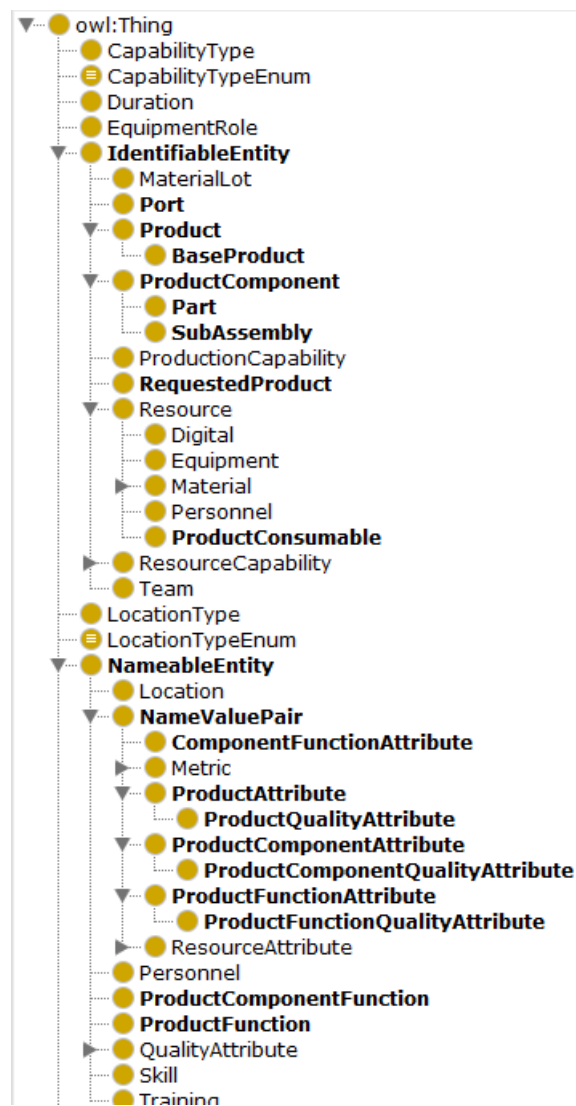 owl:Thing
CapabilityType
CapabilityTypeEnum
Duration
EquipmentRole
IdentifiableEntity
MaterialLot
Port
Product
BaseProduct
ProductComponent
Part
SubAssembly
ProductionCapability
RequestedProduct
Resource
Digital
Equipment
Material
Personnel
ProductConsumable
ResourceCapability
Team
LocationType
LocationTypeEnum
NameableEntity
Location
NameValuePair
ComponentFunctionAttribute
Metric
ProductAttribute
ProductQualityAttribute
ProductComponentAttribute
ProductComponentQualityAttribute
ProductFunctionAttribute
ProductFunctionQualityAttribute
ResourceAttribute
Personnel
ProductComponentFunction
ProductFunction
QualityAttribute
Skill
Training